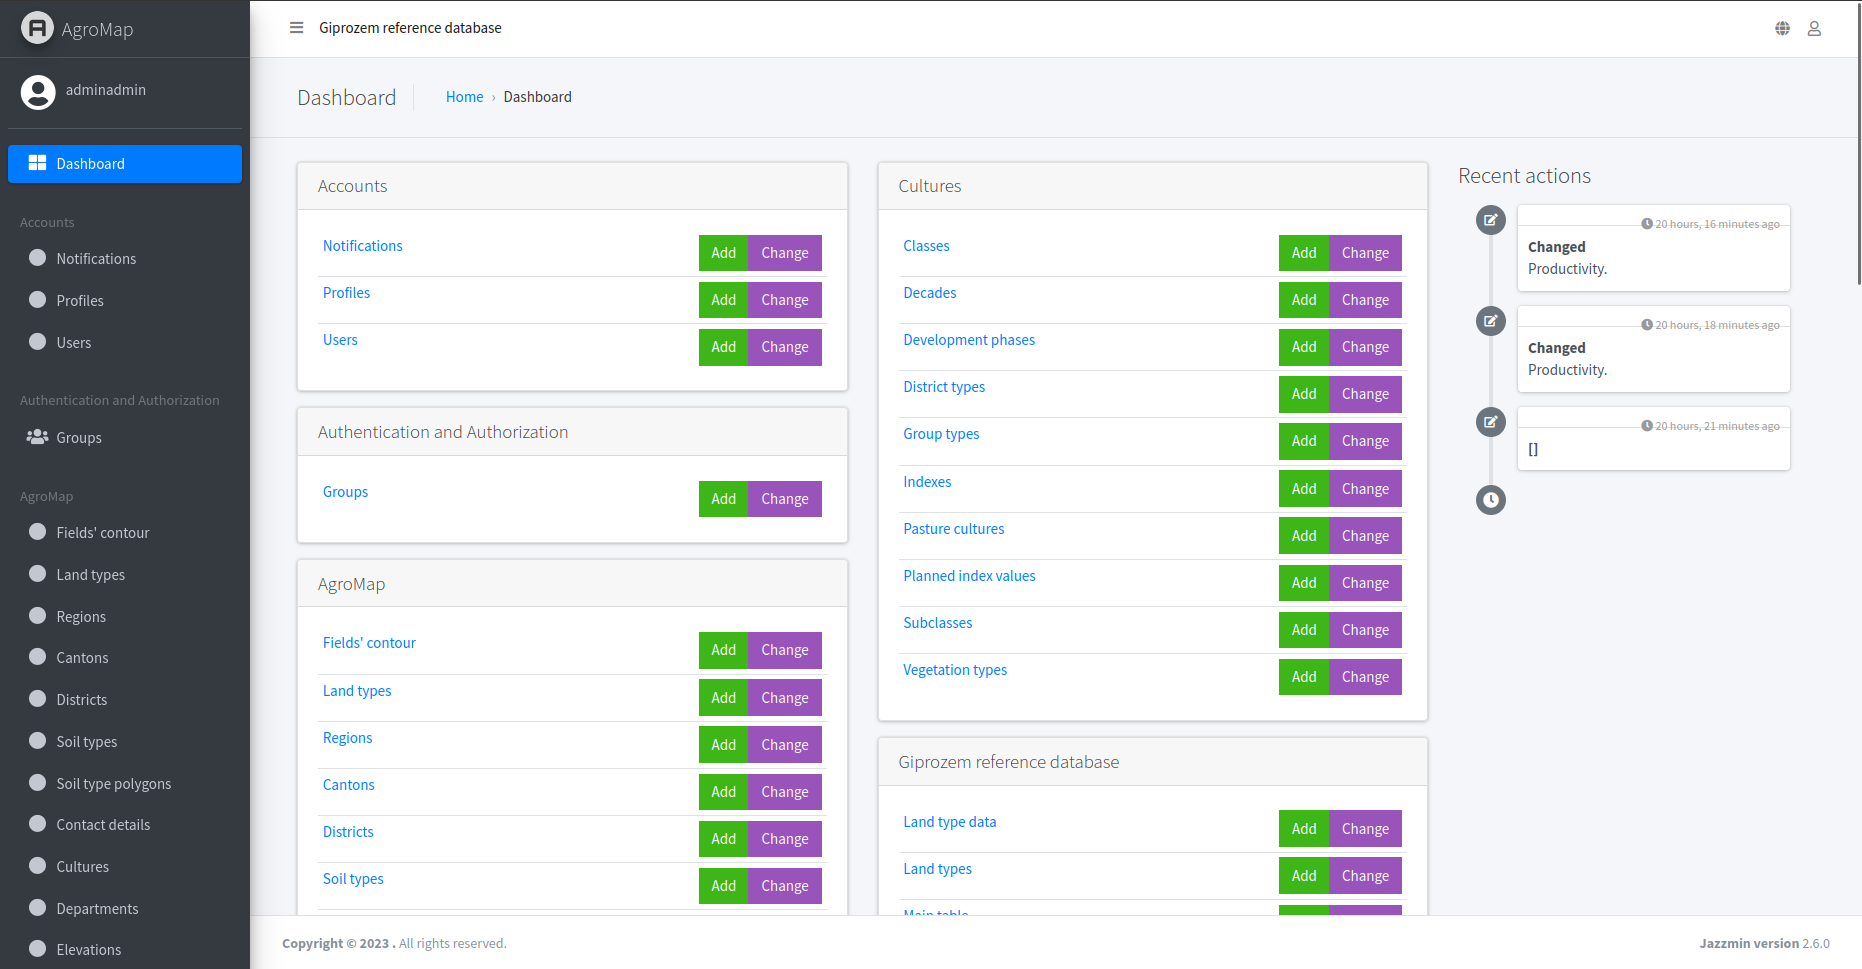 AgroMap
adminadmin
Dashboard
Accounts
Notifications
Profiles
Users
Authentication and Authorization
Groups
AgroMap
Fields' contour
Land types
Regions
Cantons
Districts
Soil types
Soil type polygons
Contact details
Cultures
Departments
Elevations
Giprozem reference database
Dashboard
Home › Dashboard
Accounts
Notifications Add Change
Profiles Add Change
Users Add Change
Authentication and Authorization
Groups Add Change
AgroMap
Fields' contour Add Change
Land types Add Change
Regions Add Change
Cantons Add Change
Districts Add Change
Soil types Add Change
Cultures
Classes Add Change
Decades Add Change
Development phases Add Change
District types Add Change
Group types Add Change
Indexes Add Change
Pasture cultures Add Change
Planned index values Add Change
Subclasses Add Change
Vegetation types Add Change
Giprozem reference database
Land type data Add Change
Land types Add Change
Main table
Recent actions
20 hours, 16 minutes ago
Changed
Productivity.
20 hours, 18 minutes ago
Changed
Productivity.
20 hours, 21 minutes ago
[]
Copyright © 2023 . All rights reserved.
Jazzmin version 2.6.0